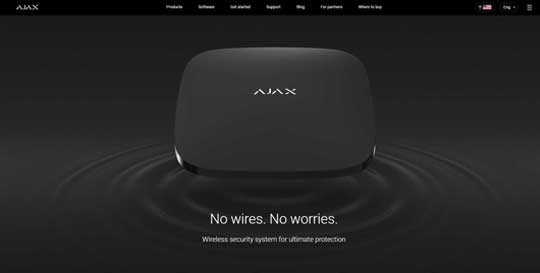 AJAX
Products Software Get started Support Blog For partners Where to buy
Eng
AJAX
No wires. No worries.
Wireless security system for ultimate protection